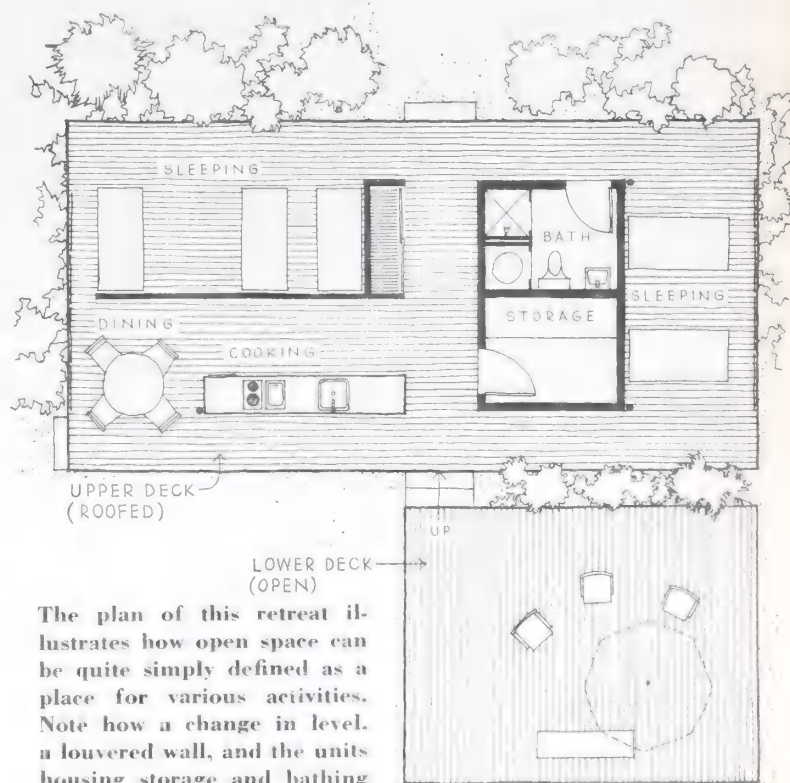 SLEEPING
BATH
SLEEPING
STORAGE
DINING
COOKING
UPPER DECK
(ROOFED)
UP
LOWER DECK
(OPEN)
The plan of this retreat il-
lustrates how open space can
be quite simply defined as a
place for various activities.
Note how a change in level,
a louvered wall, and the units
housing storage and bathing